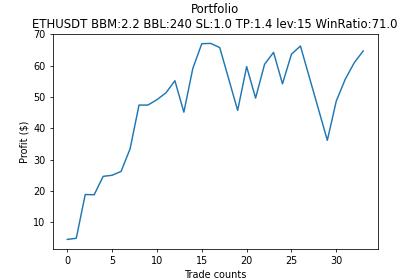 Portfolio
ETHUSDT BBM:2.2 BBL:240 SL:1.0 TP:1.4 lev:15 WinRatio:71.0
70
60
50
40
30
20
10
Profit ($)
0 5 10 15 20 25 30
Trade counts